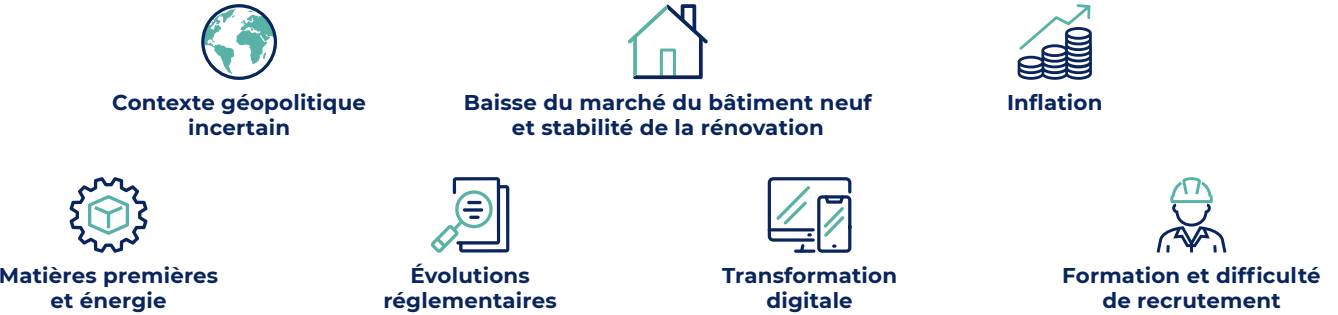 Contexte géopolitique
incertain
Baisse du marché du bâtiment neuf
et stabilité de la rénovation
Inflation
Matières premières
et énergie
Évolutions
réglementaires
Transformation
digitale
Formation et difficulté
de recrutement